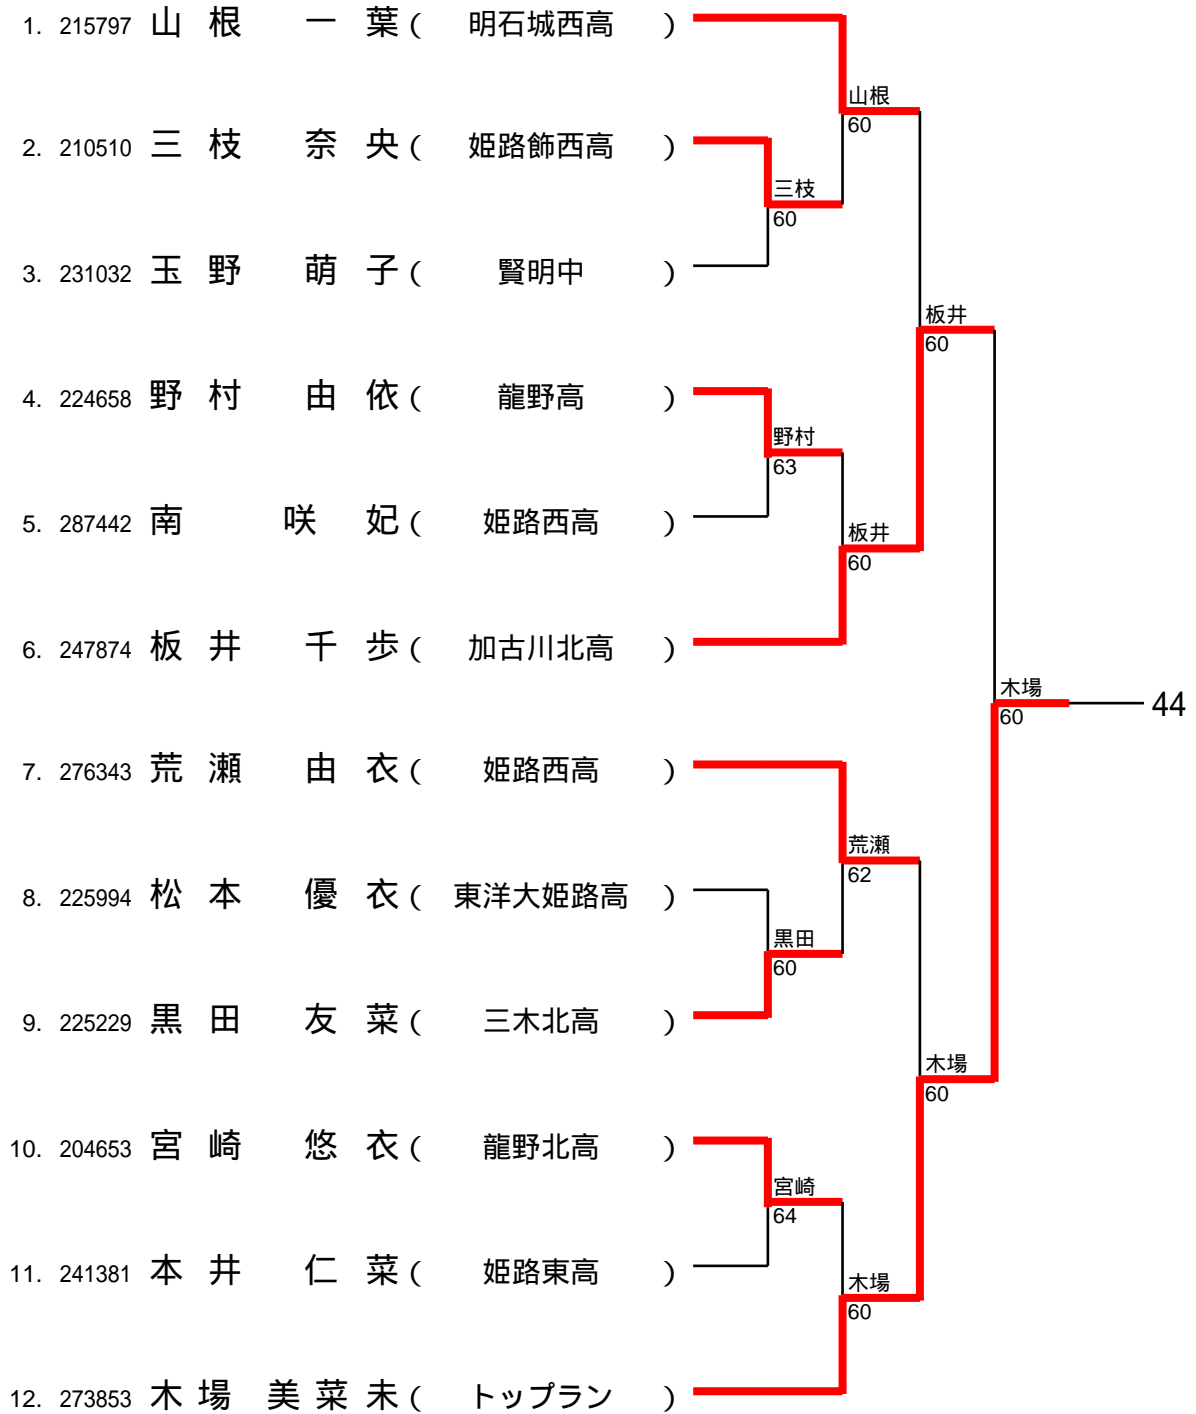 1. 215797 山根 一葉 ( 明石城西高 )
山根
60
2. 210510 三枝 奈央 ( 姫路飾西高 )
三枝
60
3. 231032 玉野 萌子 ( 賢明中 )
板井
60
4. 224658 野村 由依 ( 龍野高 )
野村
63
5. 287442 南 咲妃 ( 姫路西高 )
板井
60
6. 247874 板井 千歩 ( 加古川北高 )
木場
60
44
7. 276343 荒瀬 由衣 ( 姫路西高 )
荒瀬
62
8. 225994 松本 優衣 ( 東洋大姫路高 )
黒田
60
9. 225229 黒田 友菜 ( 三木北高 )
木場
60
10. 204653 宮崎 悠衣 ( 龍野北高 )
宮崎
64
11. 241381 本井 仁菜 ( 姫路東高 )
木場
60
12. 273853 木場 美菜未 ( トップラン )